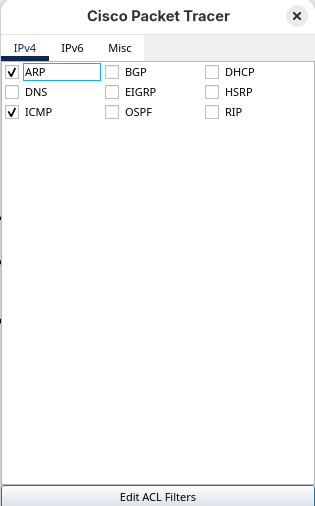 Cisco Packet Tracer
IPv4 IPv6 Misc
ARP BGP DHCP
DNS EIGRP HSRP
ICMP OSPF RIP
Edit ACL Filters